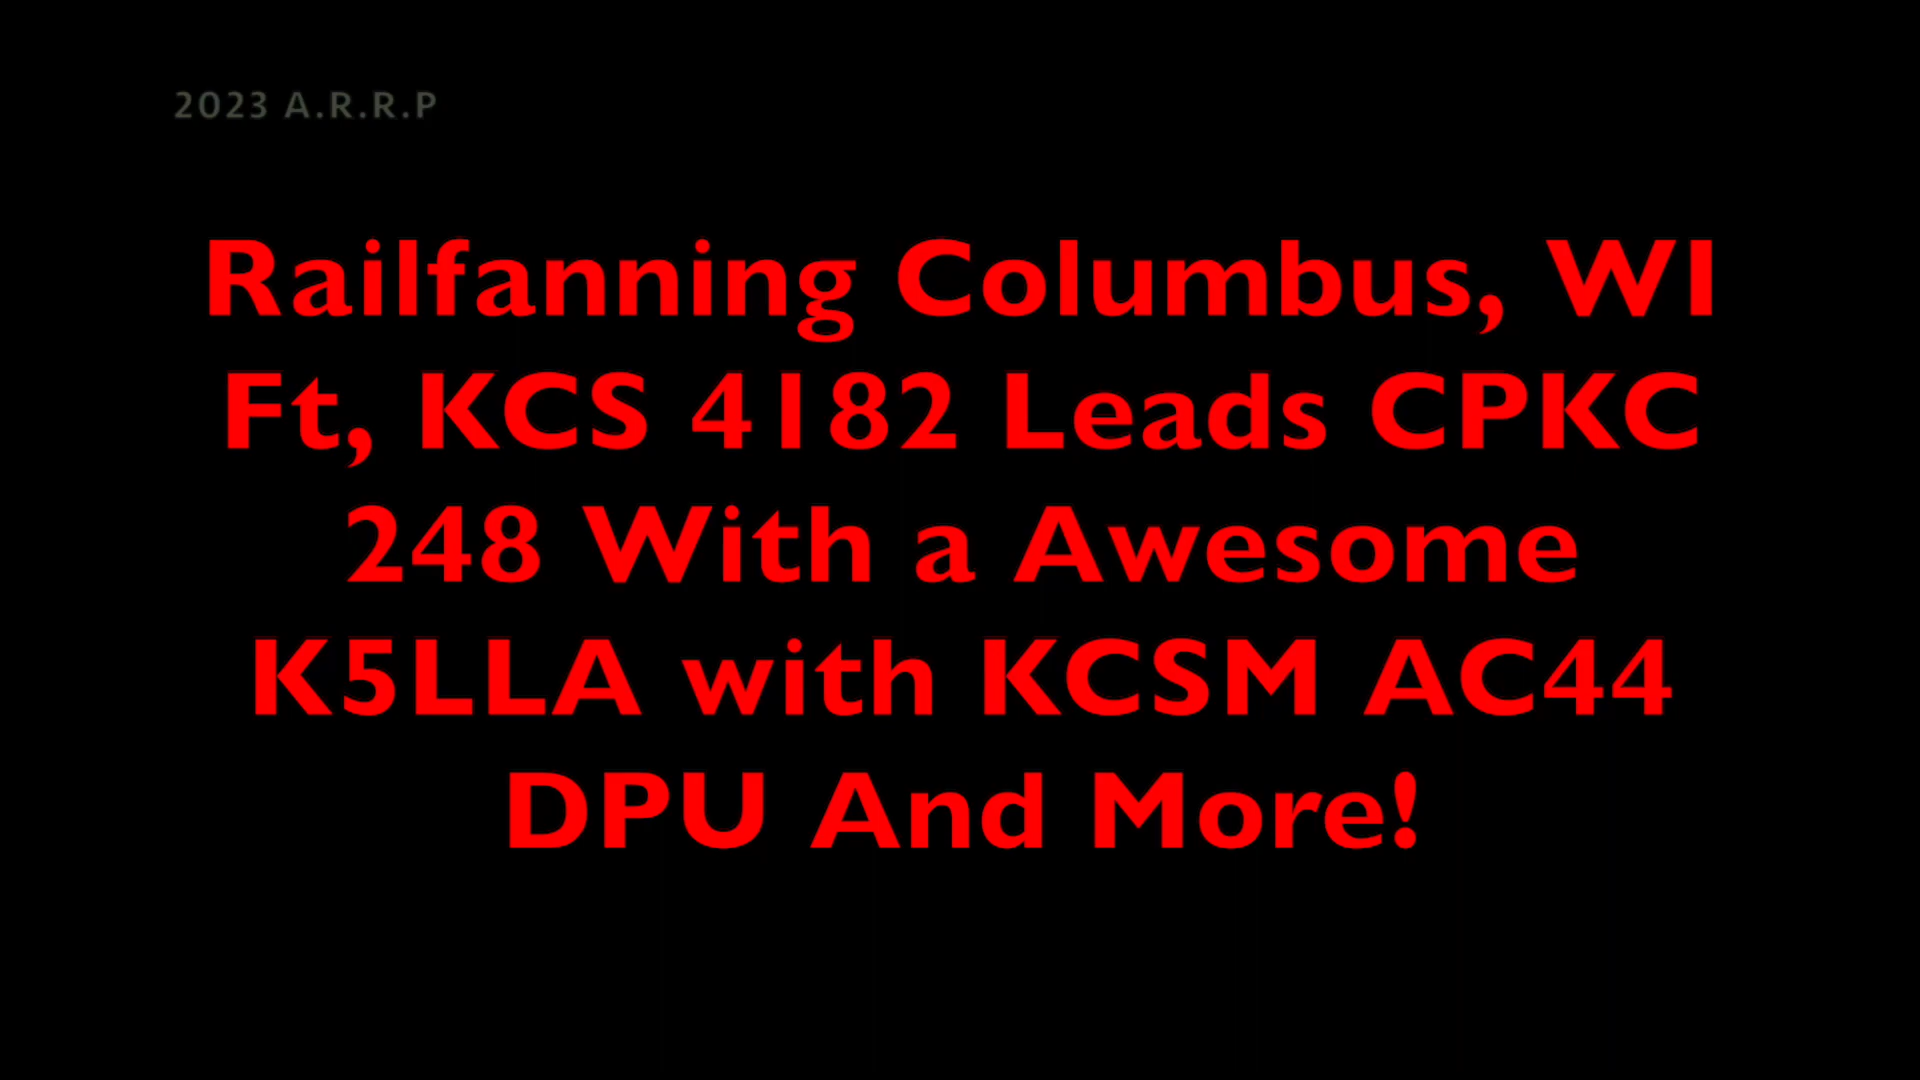 2023 A.R.R.P
Railfanning Columbus, WI
Ft, KCS 4182 Leads CPKC
248 With a Awesome
K5LLA with KCSM AC44
DPU And More!